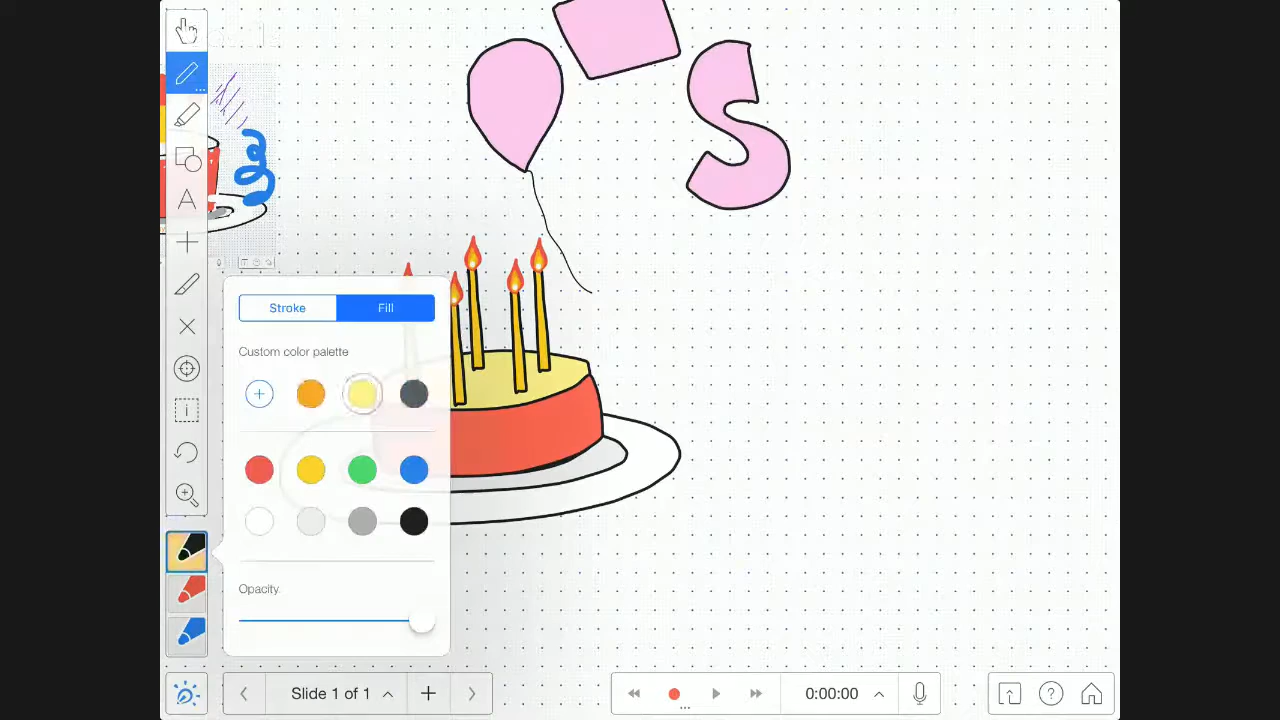 S
A
Stroke Fill
Custom color palette
Opacity
Slide 1 of 1
0:00:00
?